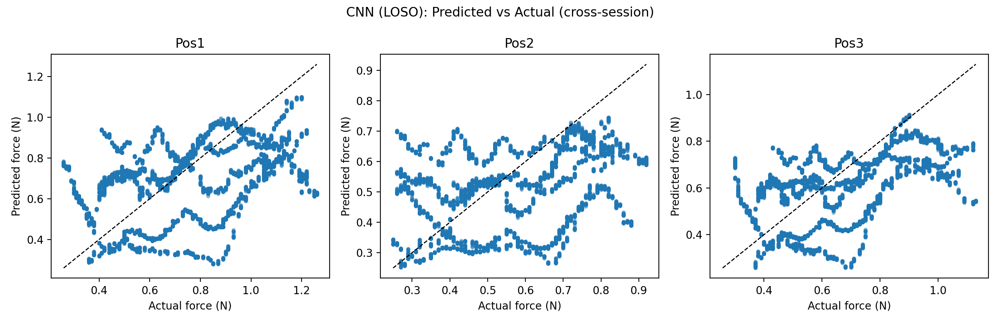 CNN (LOSO): Predicted vs Actual (cross-session)
Pos1
Pos2
Pos3
Predicted force (N)
1.2
1.0
0.8
0.6
0.4
0.4 0.6 0.8 1.0 1.2
Actual force (N)
Predicted force (N)
0.9
0.8
0.7
0.6
0.5
0.4
0.3
0.3 0.4 0.5 0.6 0.7 0.8 0.9
Actual force (N)
Predicted force (N)
1.0
0.8
0.6
0.4
0.4 0.6 0.8 1.0
Actual force (N)